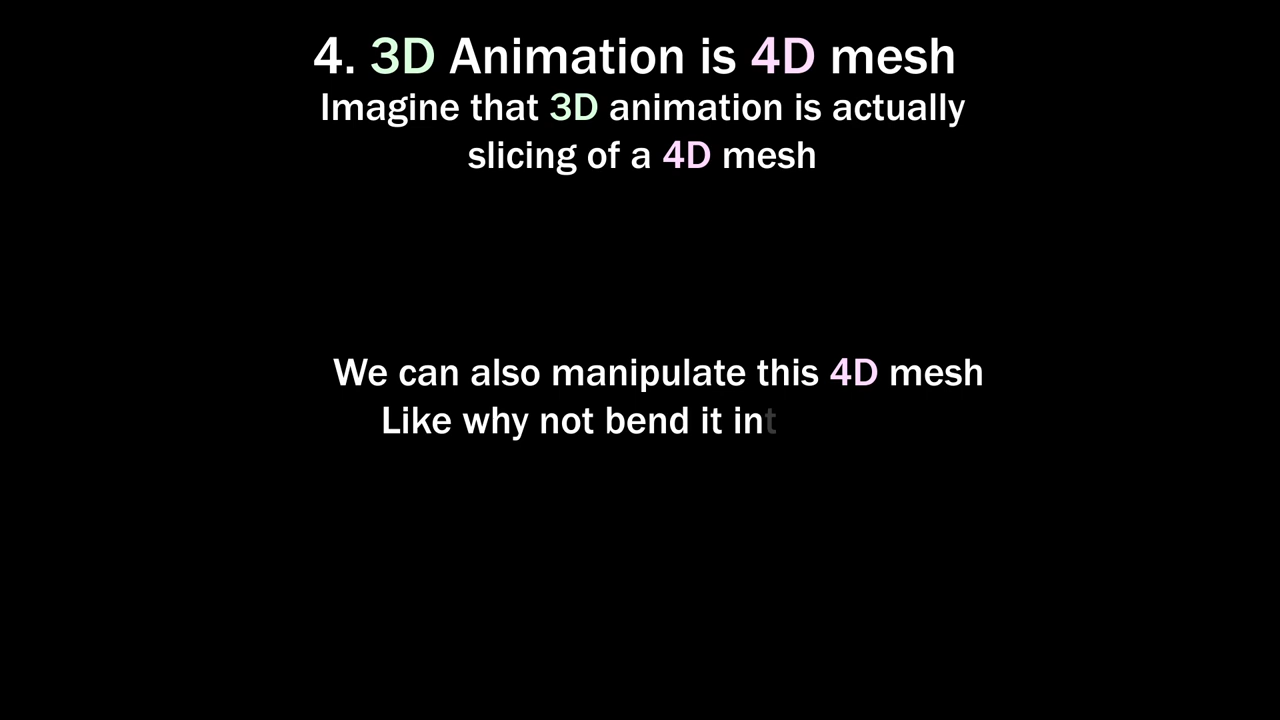 4. 3D Animation is 4D mesh
Imagine that 3D animation is actually
slicing of a 4D mesh
We can also manipulate this 4D mesh
Like why not bend it int